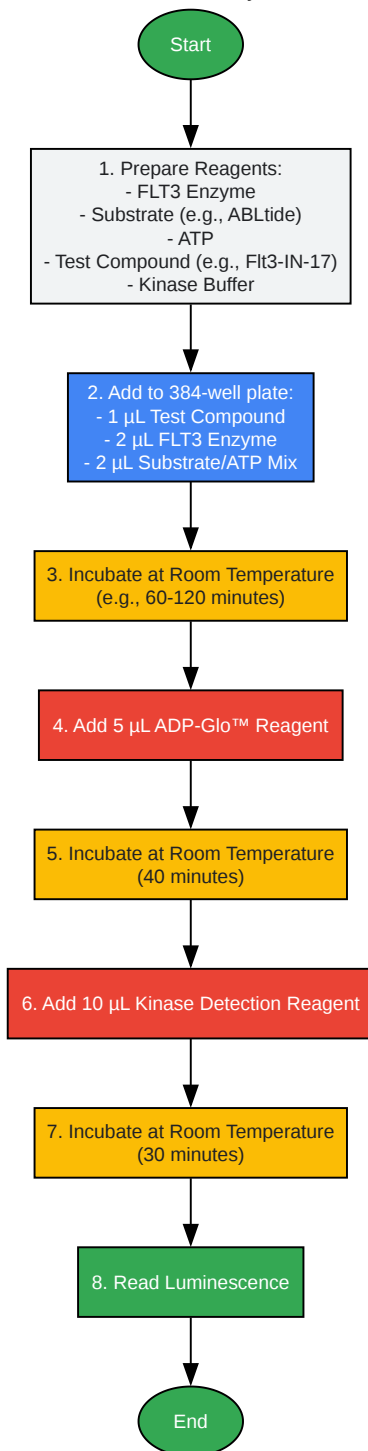 Start
1. Prepare Reagents:
- FLT3 Enzyme
- Substrate (e.g., ABLtide)
- ATP
- Test Compound (e.g., Flt3-IN-17)
- Kinase Buffer
2. Add to 384-well plate:
- 1 µL Test Compound
- 2 µL FLT3 Enzyme
- 2 µL Substrate/ATP Mix
3. Incubate at Room Temperature
(e.g., 60-120 minutes)
4. Add 5 µL ADP-Glo™ Reagent
5. Incubate at Room Temperature
(40 minutes)
6. Add 10 µL Kinase Detection Reagent
7. Incubate at Room Temperature
(30 minutes)
8. Read Luminescence
End